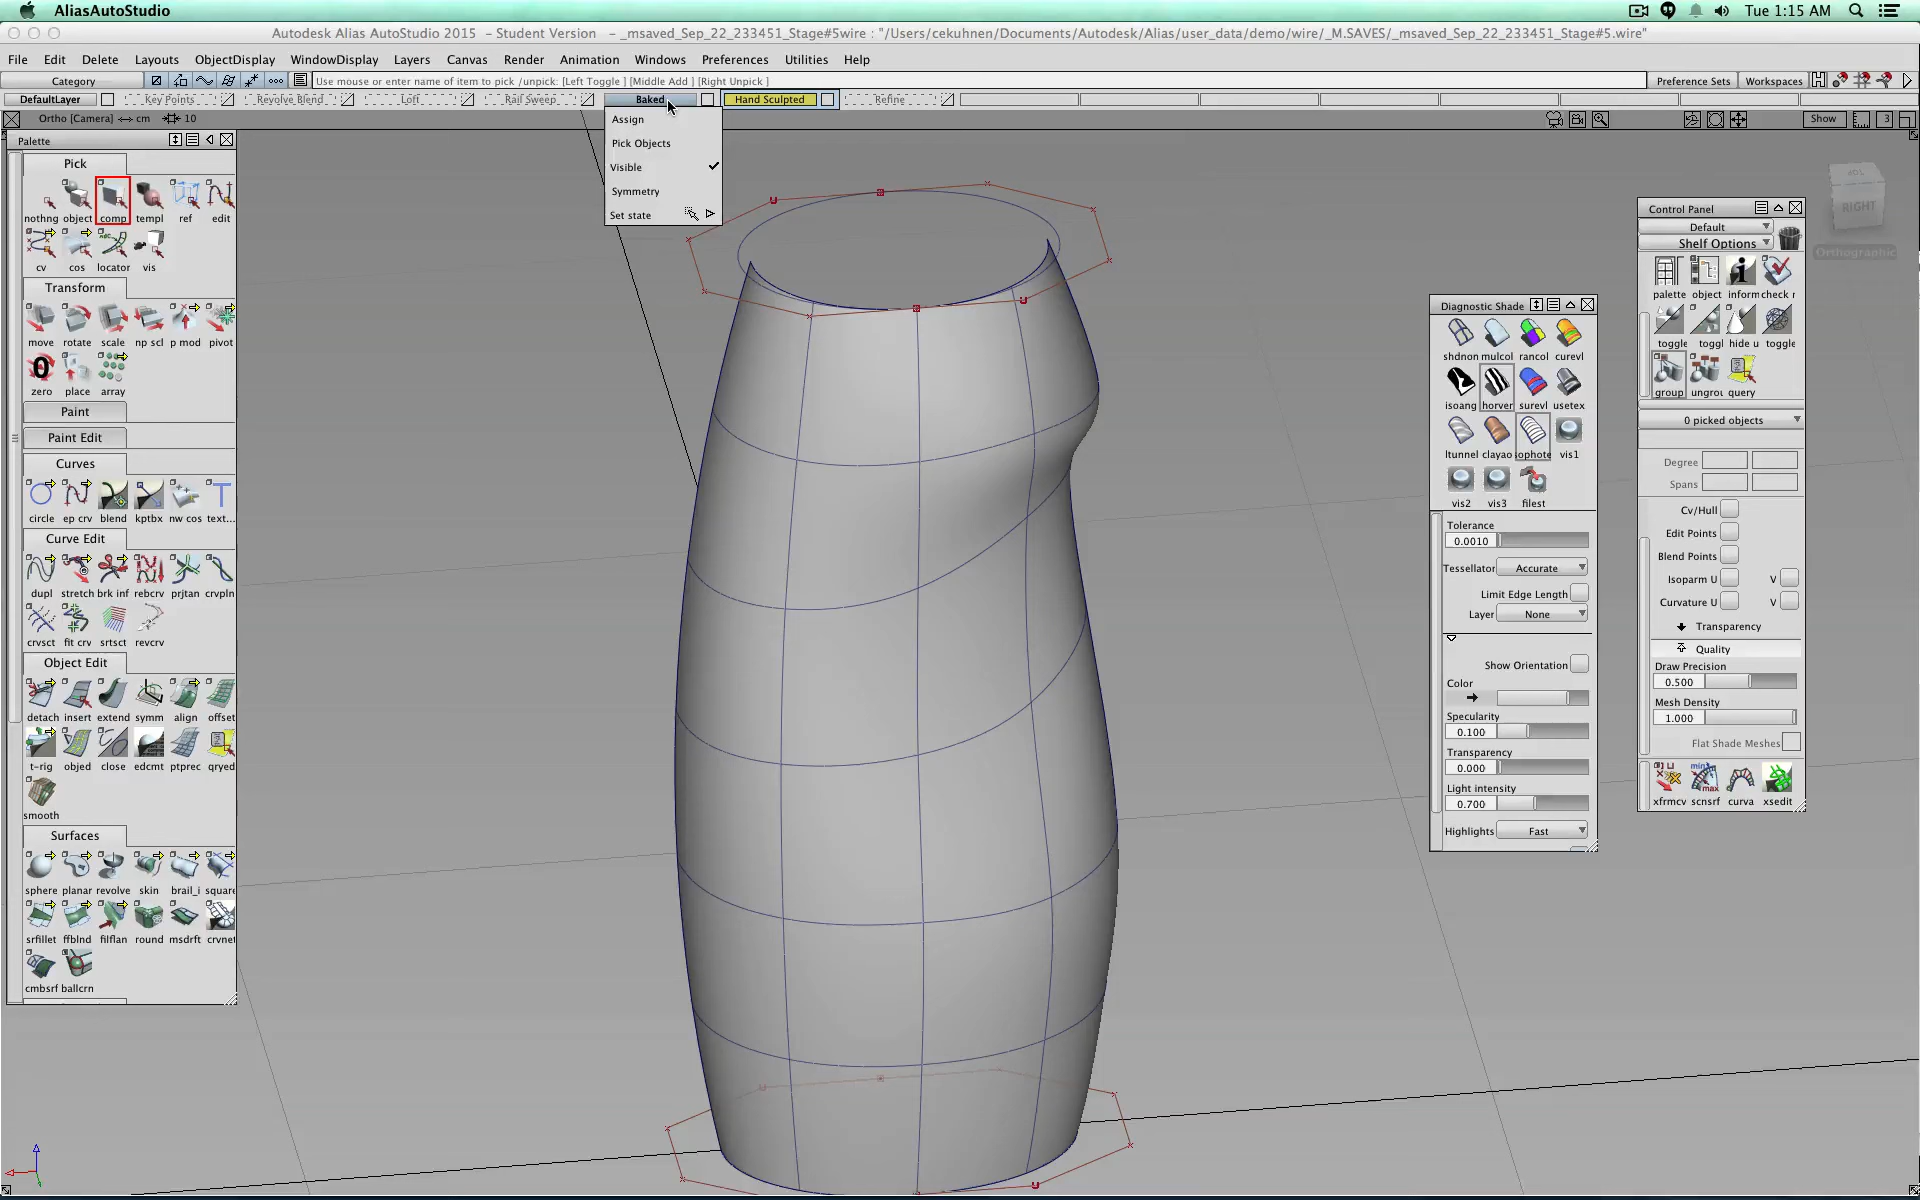 AliasAutoStudio
Tue 1:15 AM
Autodesk Alias AutoStudio 2015 - Student Version - _msaved_Sep_22_233451_Stage#5wire : "/Users/cekuhnen/Documents/Autodesk/Alias/user_data/demo/wire/_M.SAVES/_msaved_Sep_22_233451_Stage#5.wire"
File Edit Delete Layouts ObjectDisplay WindowDisplay Layers Canvas Render Animation Windows Preferences Utilities Help
Category
Use mouse or enter name of item to pick /unpick: [Left Toggle ] [Middle Add ] [Right Unpick ]
Preference Sets Workspaces
DefaultLayer Key Points Revolve Blend Loft Rail Sweep Baked Hand Sculpted Refine
Ortho [Camera] <-> cm 10
Show 3
Assign
Pick Objects
Visible
Symmetry
Set state
Palette
Pick
nothng object comp templ ref edit
cv cos locator vis
Transform
move rotate scale np scl p mod pivot
zero place array
Paint
Paint Edit
Curves
circle ep crv blend kptbx nw cos text...
Curve Edit
dupl stretch brk inf rebcrv prjtan crvpln
crvsct fit crv srtsct revcrv
Object Edit
detach insert extend symm align offset
t-rig objed close edcmt ptprec qryed
smooth
Surfaces
sphere planar revolve skin brail_i square
srfillet ffblnd filflan round msdrft crvnet
cmbsrf ballcrn
RIGHT
Orthographic
Diagnostic Shade
shdnon mulcol rancol curevl
isoang horver surevl usetex
ltunnel clayao isophote vis1
vis2 vis3 filest
Tolerance
0.0010
Tessellator Accurate
Limit Edge Length
Layer None
Show Orientation
Color
Specularity
0.100
Transparency
0.000
Light intensity
0.700
Highlights Fast
Control Panel
Default
Shelf Options
palette object inform check r
toggle toggl hide u toggle
group ungrou query
0 picked objects
Degree
Spans
Cv/Hull
Edit Points
Blend Points
Isoparm U V
Curvature U V
Transparency
Quality
Draw Precision
0.500
Mesh Density
1.000
Flat Shade Meshes
xfrmcv scnsrf curva xsedit